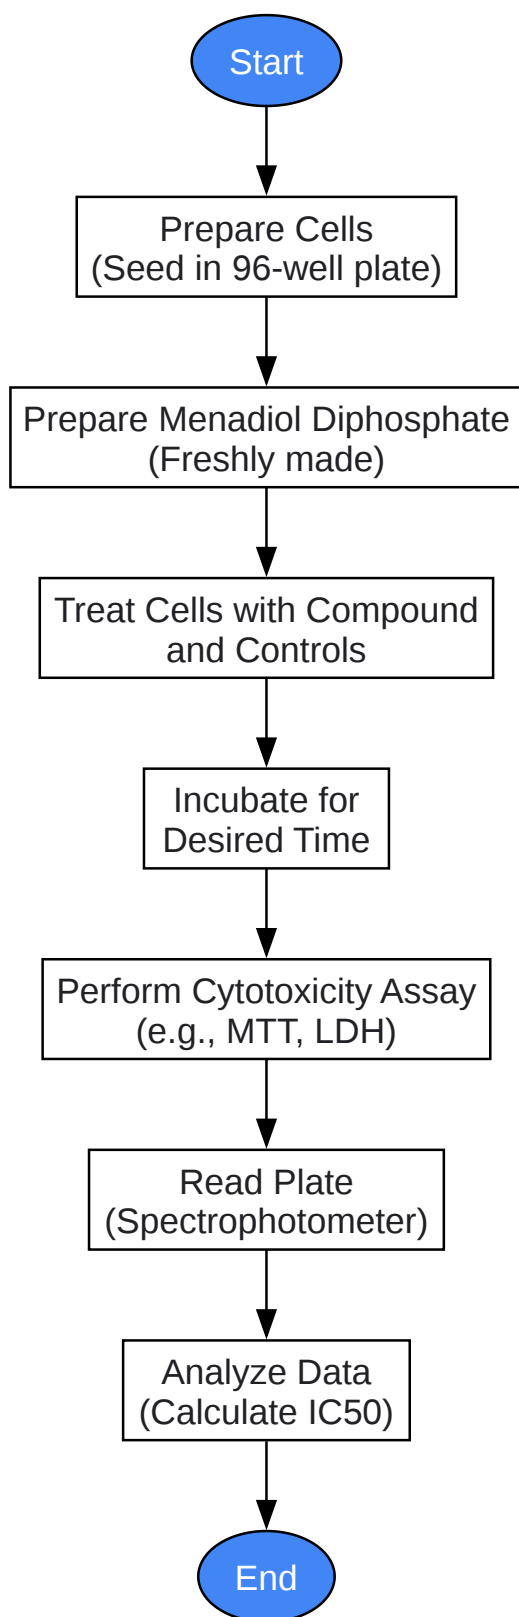 Start
Prepare Cells
(Seed in 96-well plate)
Prepare Menadiol Diphosphate
(Freshly made)
Treat Cells with Compound
and Controls
Incubate for
Desired Time
Perform Cytotoxicity Assay
(e.g., MTT, LDH)
Read Plate
(Spectrophotometer)
Analyze Data
(Calculate IC50)
End